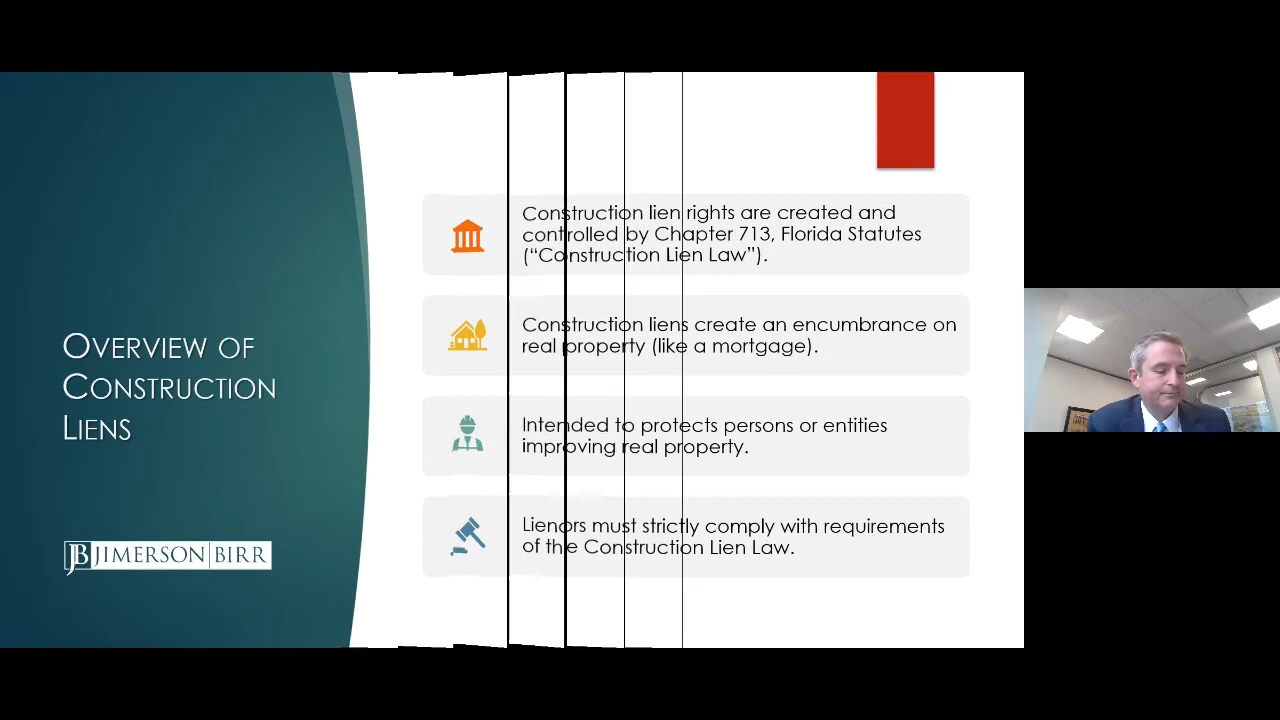 OVERVIEW OF
CONSTRUCTION
LIENS
JB JIMERSON BIRR
Construction lien rights are created and
controlled by Chapter 713, Florida Statutes
(“Construction Lien Law”).
Construction liens create an encumbrance on
real property (like a mortgage).
Intended to protects persons or entities
improving real property.
Lienors must strictly comply with requirements
of the Construction Lien Law.